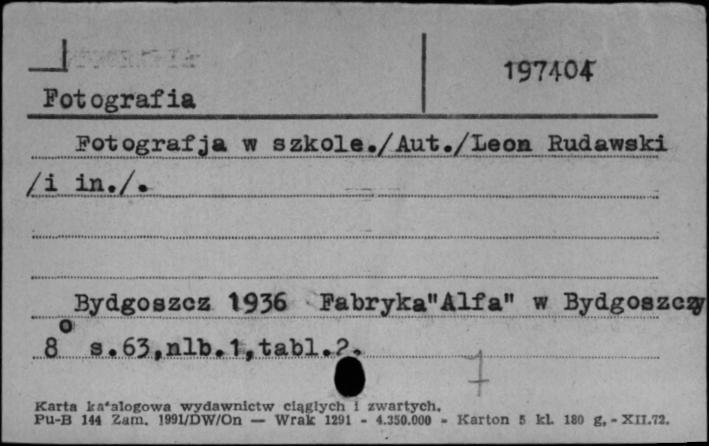 197404
Fotografia
Fotografja w szkole./Aut./Leon Rudawski
/i in./.
Bydgoszcz 1936 Fabryka"Alfa" w Bydgoszczy
8° s.63,nlb.1,tabl.2.
7
Karta katalogowa wydawnictw ciągłych i zwartych.
Pu-B 144 Zam. 1991/DW/On — Wrak 1291 - 4.350.000 - Karton 5 kl. 180 g, - XII.72.